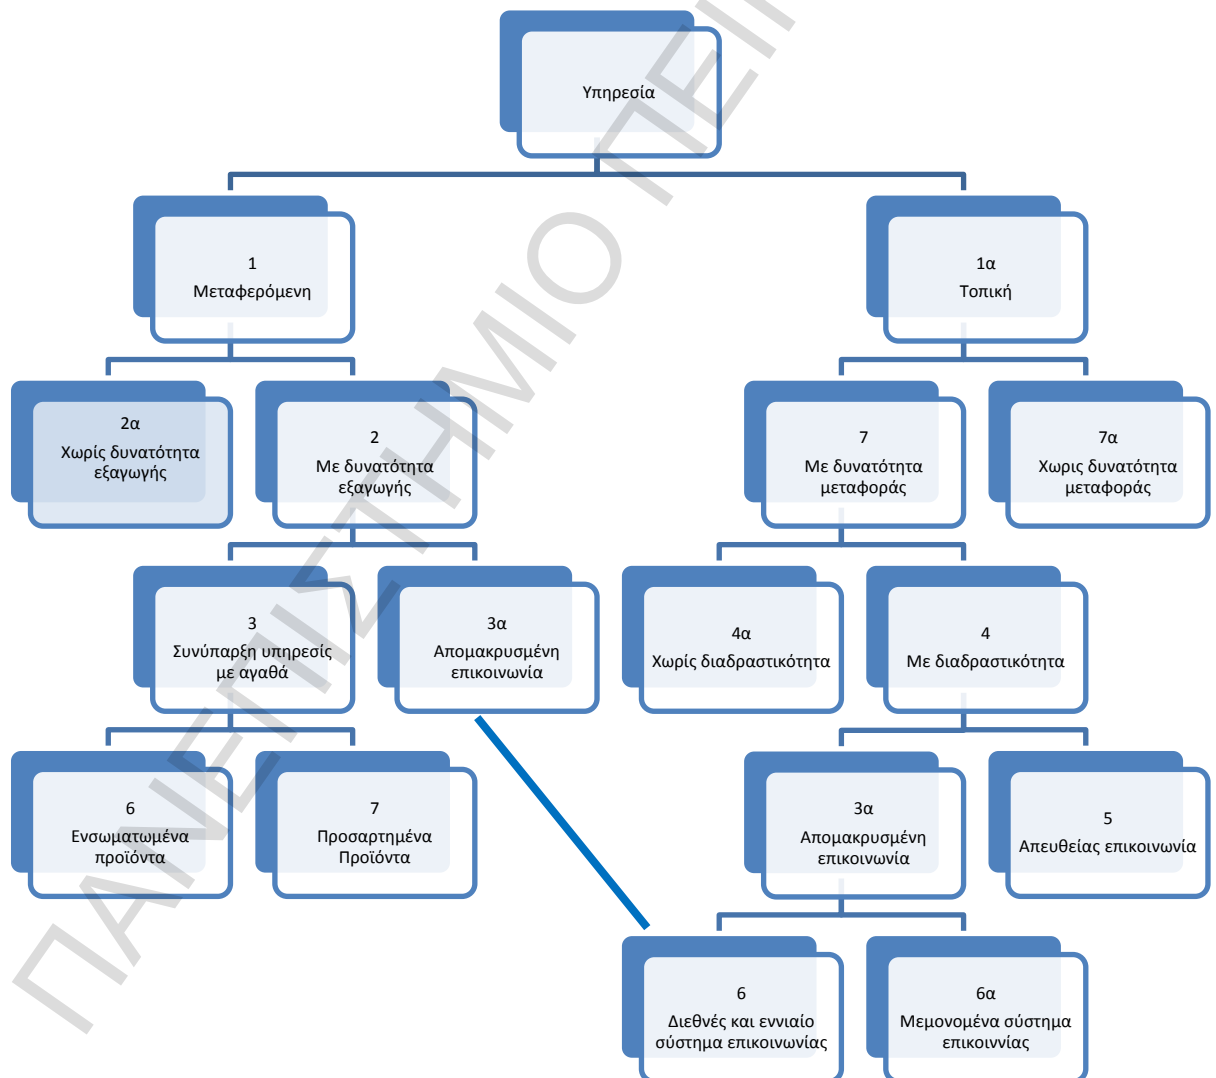 Υπηρεσία
1
Μεταφερόμενη
1α
Τοπική
2α
Χωρίς δυνατότητα
εξαγωγής
2
Με δυνατότητα
εξαγωγής
7
Με δυνατότητα
μεταφοράς
7α
Χωρις δυνατότητα
μεταφοράς
3
Συνύπαρξη υπηρεσίς
με αγαθά
3α
Απομακρυσμένη
επικοινωνία
4α
Χωρίς διαδραστικότητα
4
Με διαδραστικότητα
6
Ενσωματωμένα
προϊόντα
7
Προσαρτημένα
Προϊόντα
3α
Απομακρυσμένη
επικοινωνία
5
Απευθείας επικοινωνία
6
Διεθνές και εννιαίο
σύστημα επικοινωνίας
6α
Μεμονομένα σύστημα
επικοιννίας
ΠΑΝΕΠΙΣΤΗΜΙΟ